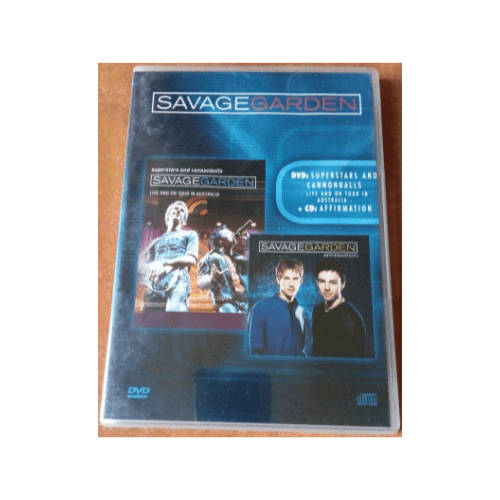 SAVAGEGARDEN
superstars and cannonballs
SAVAGEGARDEN
LIVE AND ON TOUR IN AUSTRALIA
DVD: SUPERSTARS AND
CANNONBALLS
- LIVE AND ON TOUR IN
AUSTRALIA -
+ CD: AFFIRMATION
SAVAGEGARDEN
AFFIRMATION
DVD
VIDEO